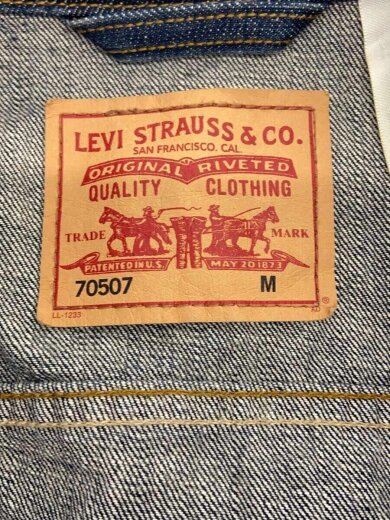 LEVI STRAUSS & CO.
SAN FRANCISCO, CAL.
ORIGINAL RIVETED
QUALITY CLOTHING
TRADE MARK
PATENTED IN U.S. MAY 20 1873
70507 M
LL-1233 ®